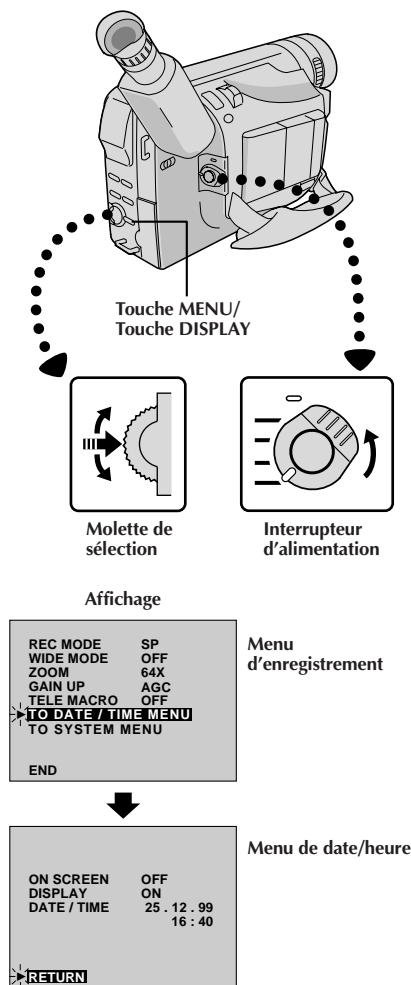 Touche MENU/
Touche DISPLAY
Molette de
sélection
Interrupteur
d'alimentation
Affichage
REC MODE SP
WIDE MODE OFF
ZOOM 64X
GAIN UP AGC
TELE MACRO OFF
TO DATE / TIME MENU
TO SYSTEM MENU
END
Menu
d'enregistrement
ON SCREEN OFF
DISPLAY ON
DATE / TIME 25 . 12 . 99
16 : 40
RETURN
Menu de date/heure